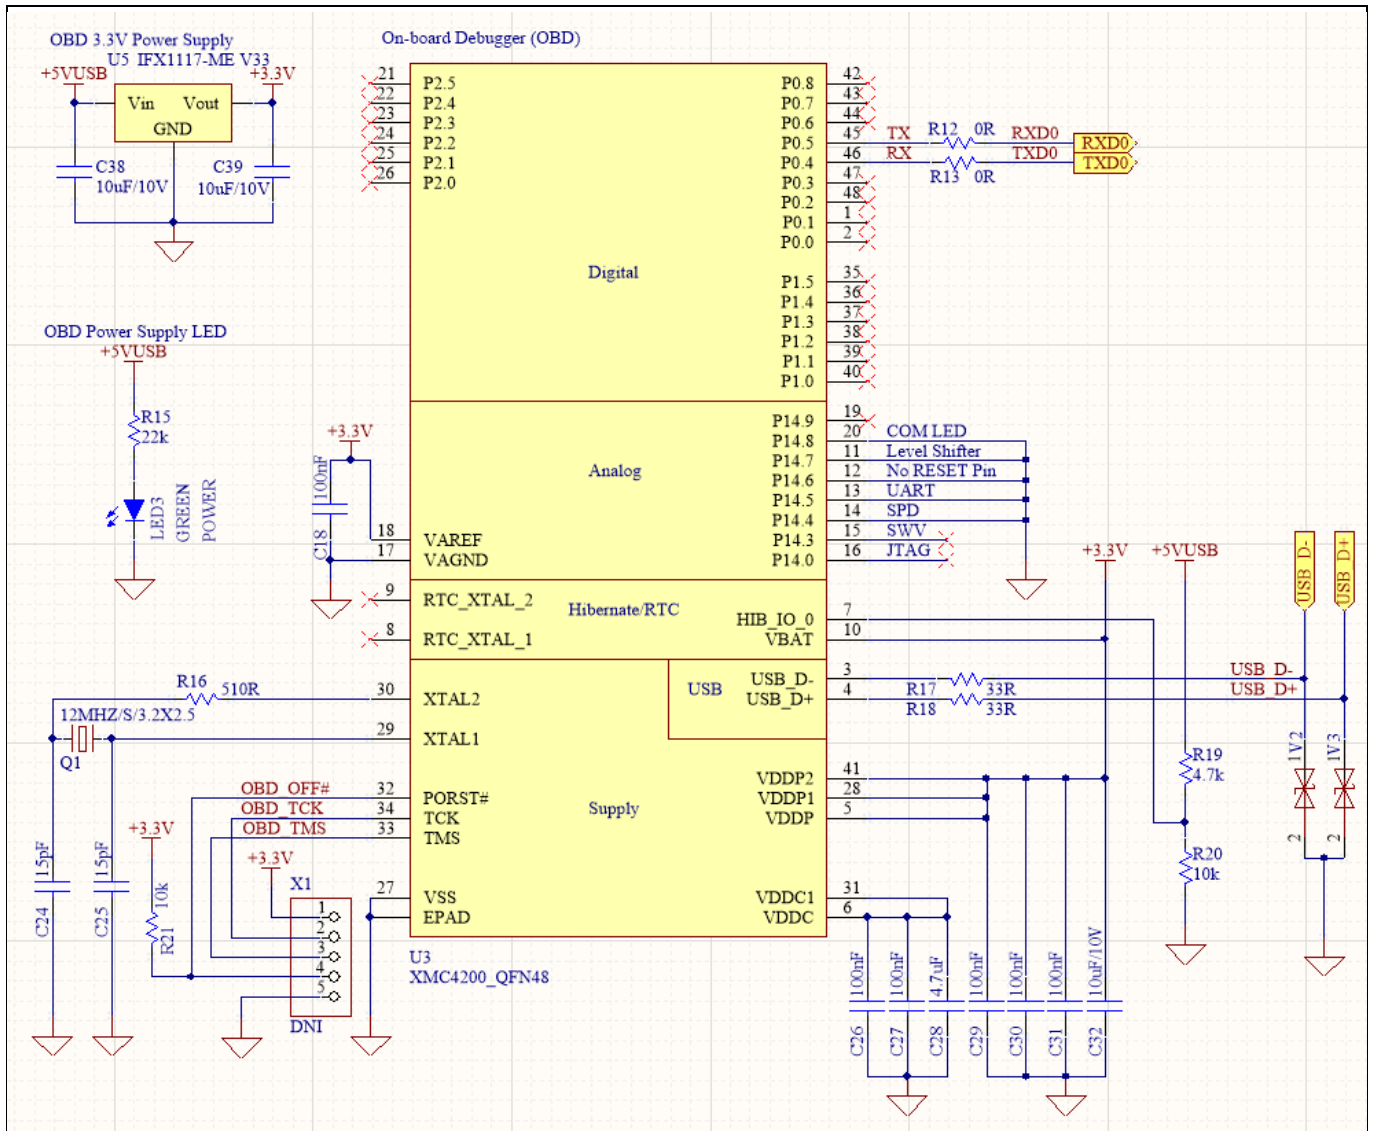 OBD 3.3V Power Supply
U5 IFX1117-ME V33
+5VUSB
+3.3V
Vin
Vout
GND
C38
10uF/10V
C39
10uF/10V
OBD Power Supply LED
+5VUSB
R15
22k
LED3
GREEN
POWER
On-board Debugger (OBD)
21 P2.5
22 P2.4
23 P2.3
24 P2.2
25 P2.1
26 P2.0
P0.8 42
P0.7 43
P0.6 44
P0.5 45 TX R12 0R RXD0 RXD0
P0.4 46 RX R13 0R TXD0 TXD0
P0.3 47
P0.2 48
P0.1 1
P0.0 2
Digital
P1.5 35
P1.4 36
P1.3 37
P1.2 38
P1.1 39
P1.0 40
Analog
P14.9 19
P14.8 20 COM LED
P14.7 11 Level Shifter
P14.6 12 No RESET Pin
P14.5 13 UART
P14.4 14 SPD
P14.3 15 SWV
P14.0 16 JTAG
+3.3V
100nF
C18
18 VAREF
17 VAGND
9 RTC_XTAL_2
8 RTC_XTAL_1
Hibernate/RTC
HIB_IO_0 7
VBAT 10
+3.3V
+5VUSB
USB_D-
USB_D+
USB
USB_D- 3 R17 33R USB_D-
USB_D+ 4 R18 33R USB_D+
R16 510R
30 XTAL2
12MHZ/S/3.2X2.5
29 XTAL1
Q1
OBD_OFF# 32 PORST#
OBD_TCK 34 TCK
OBD_TMS 33 TMS
Supply
VDDP2 41
VDDP1 28
VDDP 5
R19
4.7k
R20
10k
1V2
1V3
2
2
+3.3V
+3.3V
15pF
C24
15pF
C25
10k
R21
X1
1
2
3
4
5
DNI
27 VSS
EPAD
VDDC1 31
VDDC 6
U3
XMC4200_QFN48
100nF
C26
100nF
C27
4.7uF
C28
100nF
C29
100nF
C30
100nF
C31
10uF/10V
C32